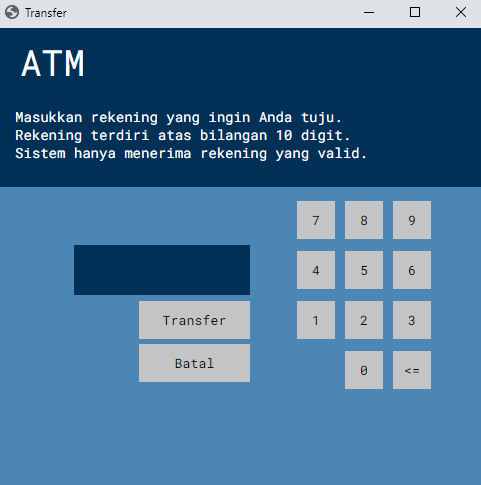 Transfer
ATM
Masukkan rekening yang ingin Anda tuju.
Rekening terdiri atas bilangan 10 digit.
Sistem hanya menerima rekening yang valid.
7 8 9
4 5 6
Transfer
1 2 3
Batal
0 <=